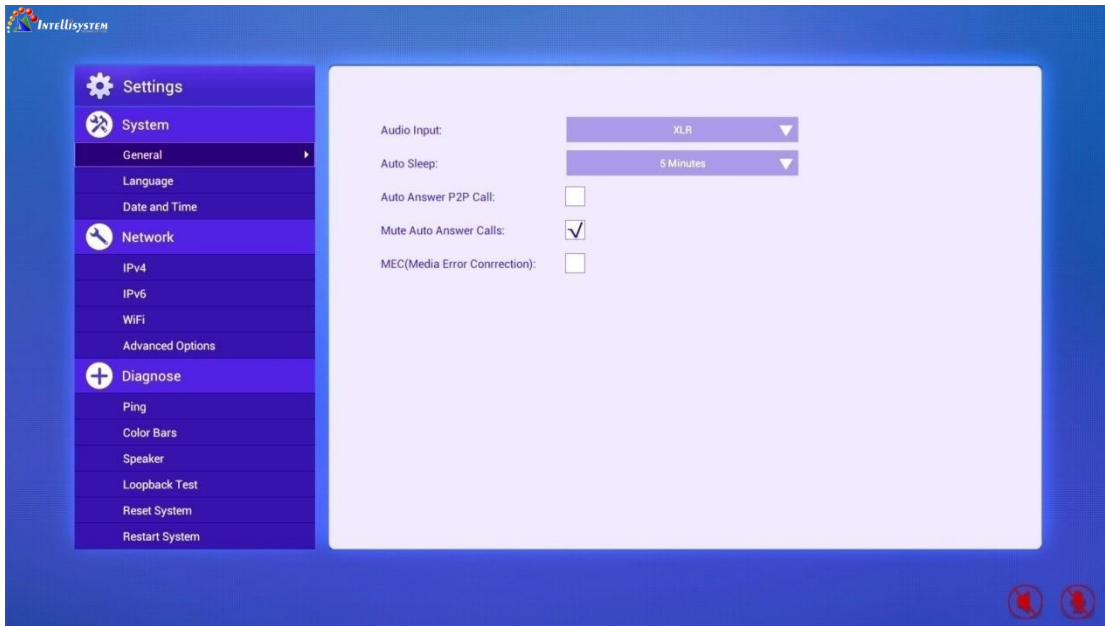 INTELLISYSTEM
Settings
System
General
Language
Date and Time
Network
IPv4
IPv6
WiFi
Advanced Options
Diagnose
Ping
Color Bars
Speaker
Loopback Test
Reset System
Restart System
Audio Input: XLR
Auto Sleep: 5 Minutes
Auto Answer P2P Call:
Mute Auto Answer Calls:
MEC(Media Error Conrrection):